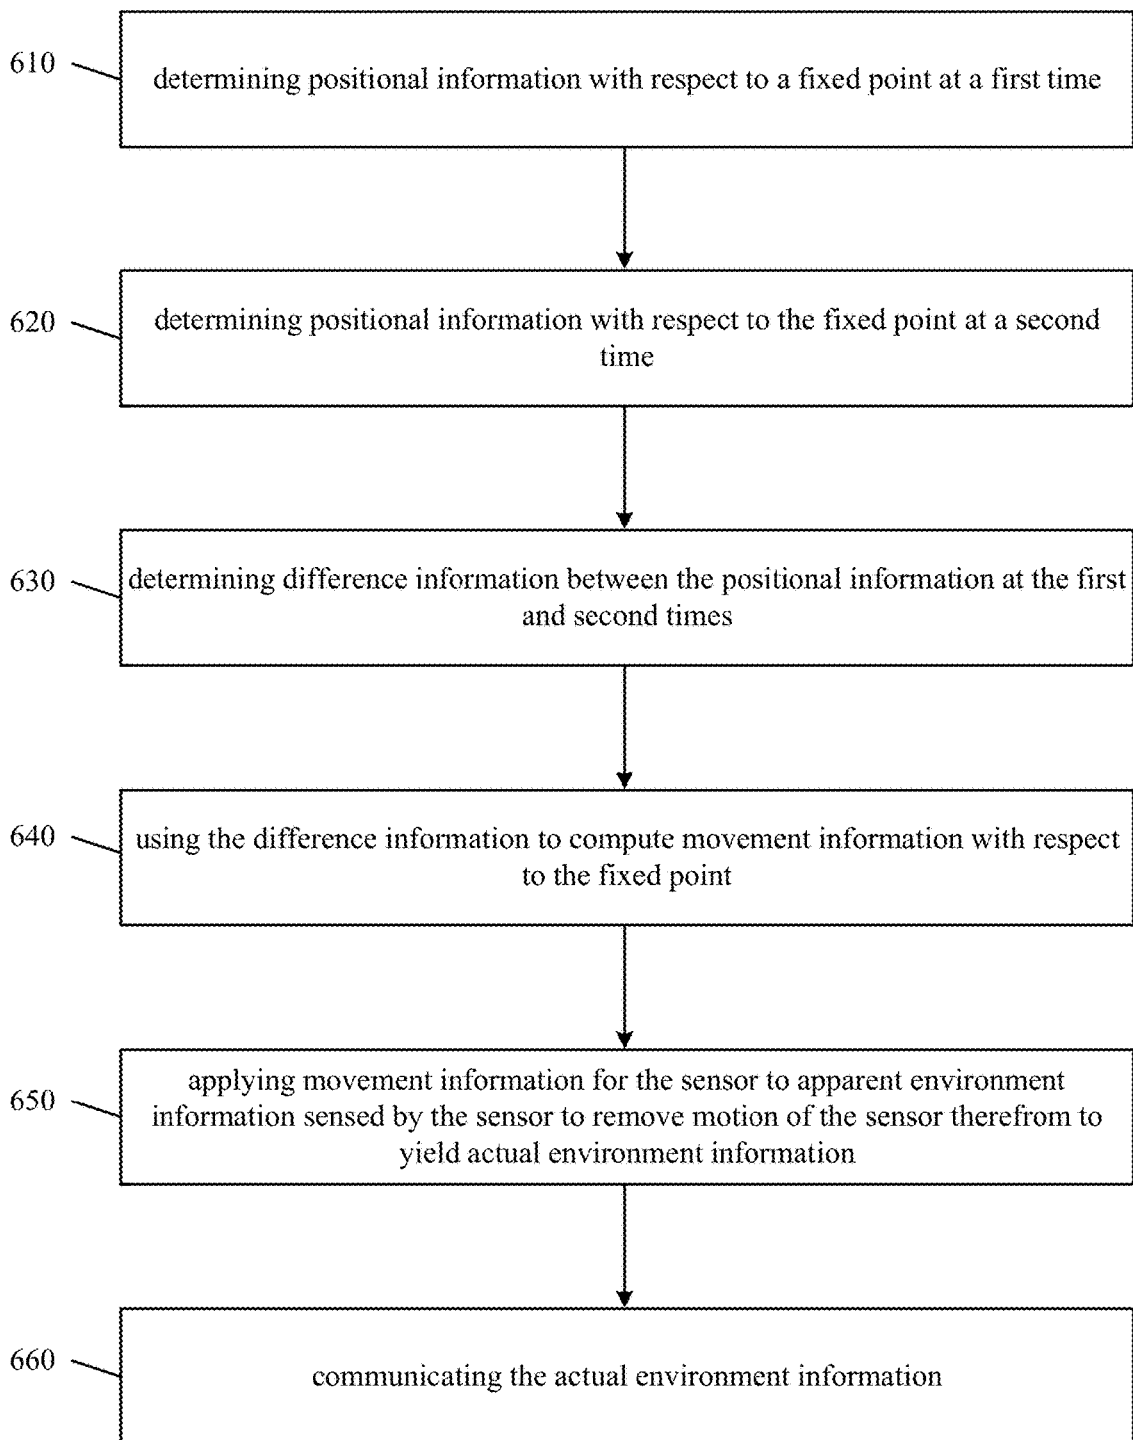 610
determining positional information with respect to a fixed point at a first time
620
determining positional information with respect to the fixed point at a second
time
630
determining difference information between the positional information at the first
and second times
640
using the difference information to compute movement information with respect
to the fixed point
650
applying movement information for the sensor to apparent environment
information sensed by the sensor to remove motion of the sensor therefrom to
yield actual environment information
660
communicating the actual environment information